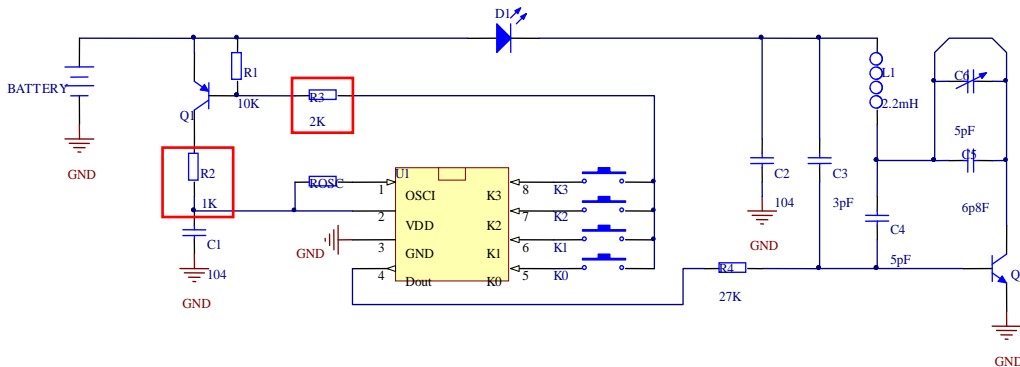 D1
BATTERY
R1
10K
Q1
R3
2K
L1
2.2mH
C6
5pF
C5
6p8F
GND
R2
1K
C1
104
GND
ROSC
U1
1
OSCI
2
VDD
3
GND
4
Dout
8
K3
7
K2
6
K1
5
K0
K3
K2
K1
K0
GND
C2
104
GND
C3
3pF
C4
5pF
R4
27K
Q
GND